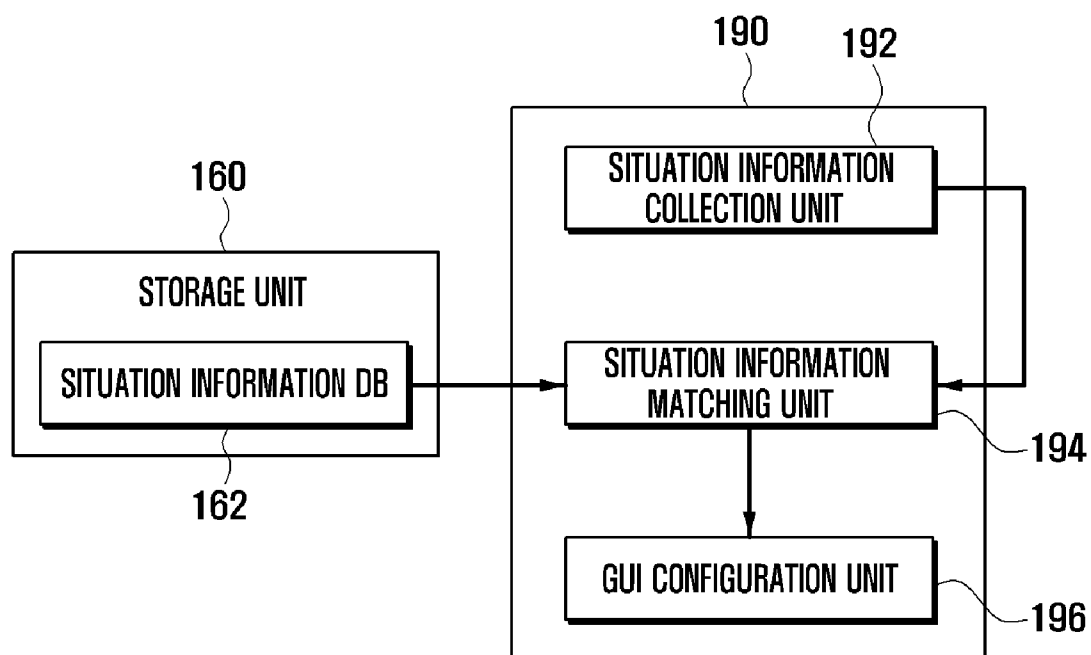 190
192
SITUATION INFORMATION
COLLECTION UNIT
160
STORAGE UNIT
SITUATION INFORMATION DB
162
SITUATION INFORMATION
MATCHING UNIT
194
GUI CONFIGURATION UNIT
196